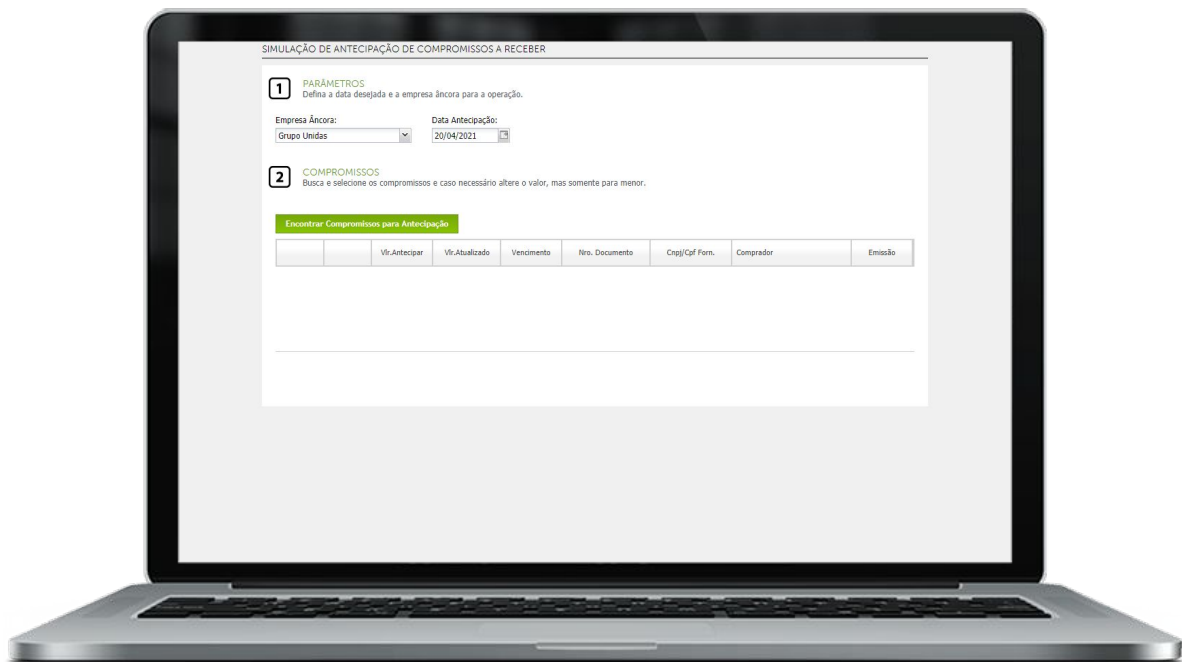 SIMULAÇÃO DE ANTECIPAÇÃO DE COMPROMISSOS A RECEBER
1 PARÂMETROS
Defina a data desejada e a empresa âncora para a operação.
Empresa Âncora: Data Antecipação:
Grupo Unidas 20/04/2021
2 COMPROMISSOS
Busca e selecione os compromissos e caso necessário altere o valor, mas somente para menor.
Encontrar Compromissos para Antecipação
Vlr.Antecipar Vlr.Atualizado Vencimento Nro. Documento Cnpj/Cpf Forn. Comprador Emissão